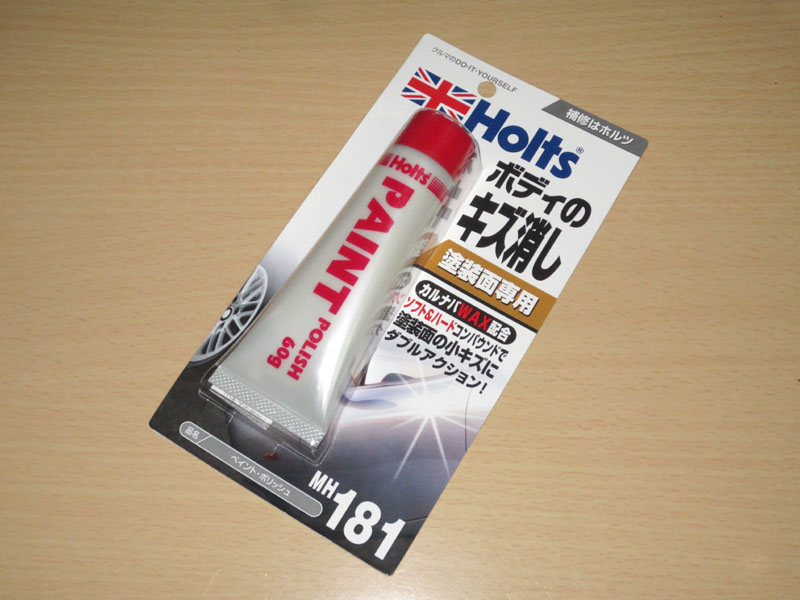 クルマのDO-IT-YOURSELF
補修はホルツ
Holts®
ボディの
キズ消し
塗装面専用
カルナバWAX配合
ソフト&ハードコンパウンドで
塗装面の小キズに
ダブルアクション!
Holts
PAINT
POLISH
60g
品名
ペイント・ポリッシュ
MH
181